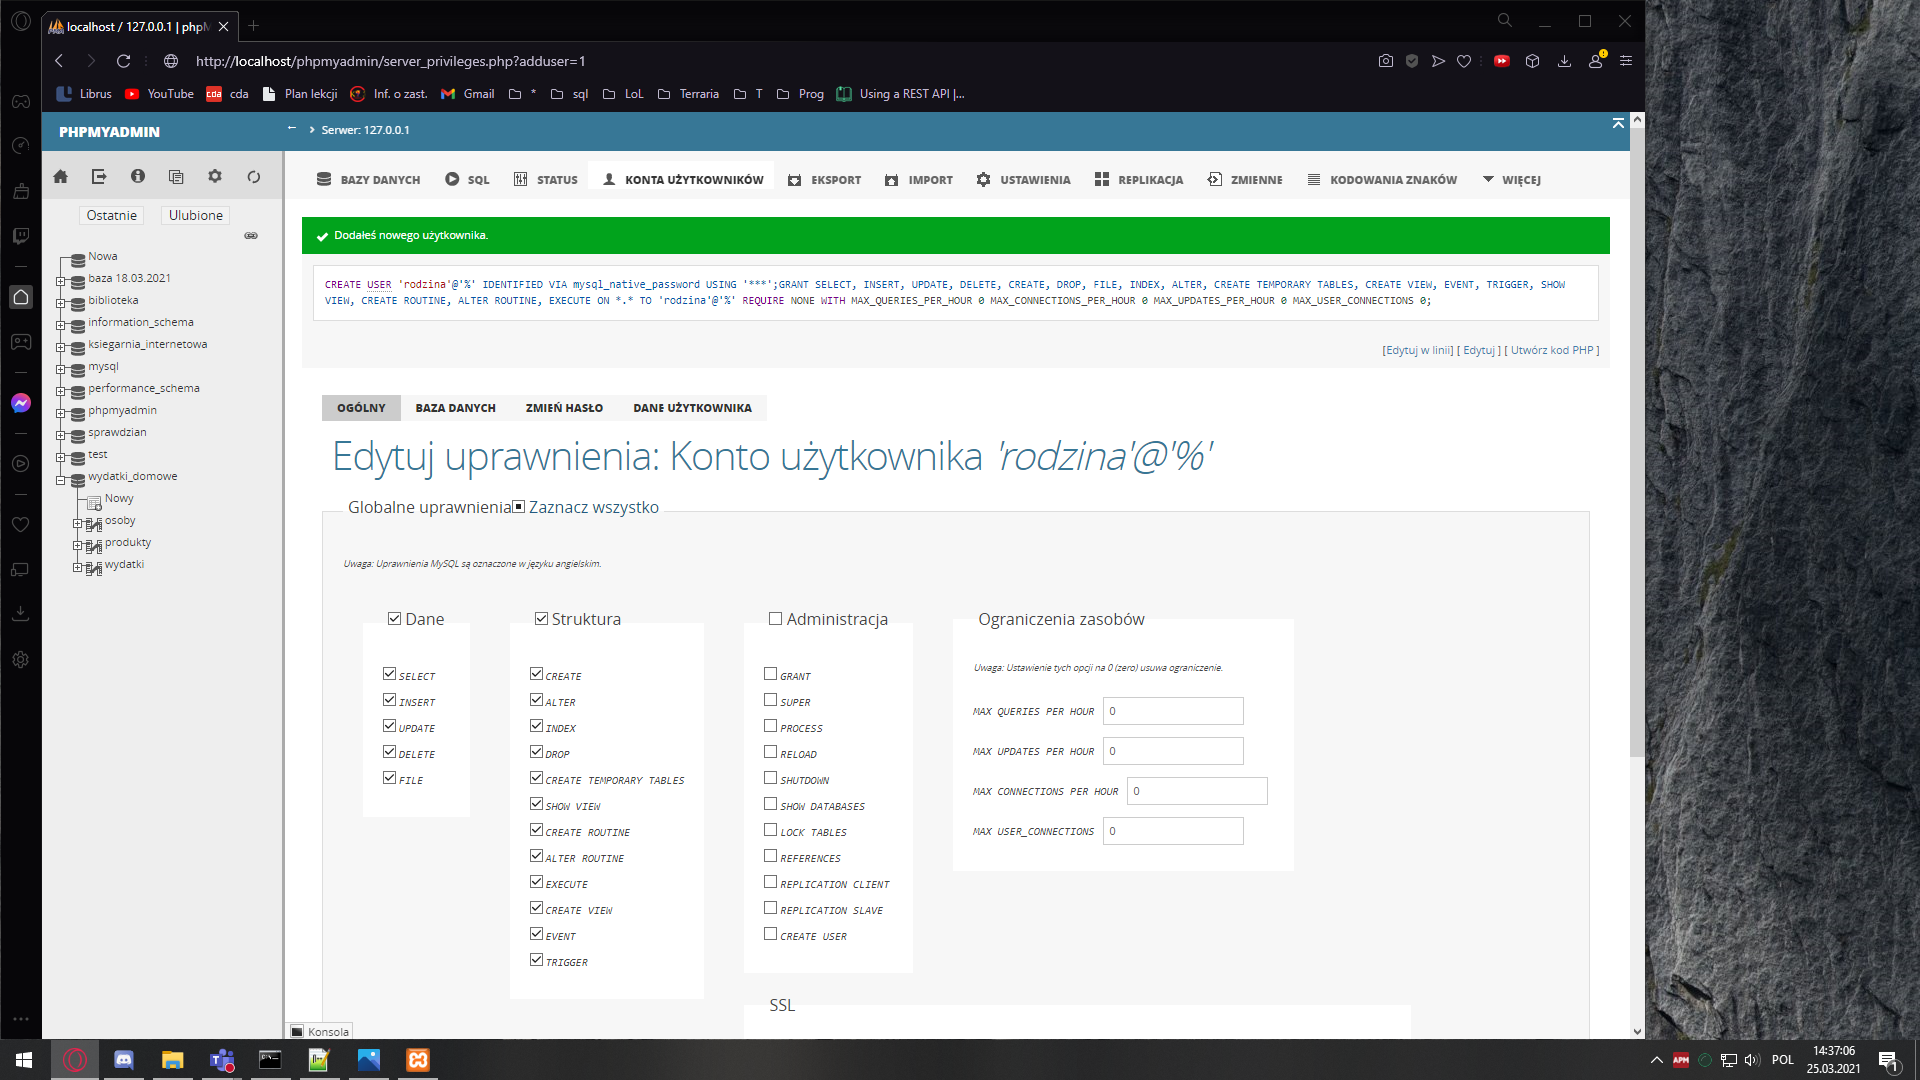 localhost / 127.0.0.1 | phpM
http://localhost/phpmyadmin/server_privileges.php?adduser=1
Librus YouTube cda cda Plan lekcji Inf. o zast. Gmail * sql LoL Terraria T Prog Using a REST API |...
PHPMYADMIN
Serwer: 127.0.0.1
BAZY DANYCH SQL STATUS KONTA UŻYTKOWNIKÓW EKSPORT IMPORT USTAWIENIA REPLIKACJA ZMIENNE KODOWANIA ZNAKÓW WIĘCEJ
Ostatnie Ulubione
Nowa
baza 18.03.2021
biblioteka
information_schema
ksiegarnia_internetowa
mysql
performance_schema
phpmyadmin
sprawdzian
test
wydatki_domowe
Nowy
osoby
produkty
wydatki
Dodałeś nowego użytkownika.
CREATE USER 'rodzina'@'%' IDENTIFIED VIA mysql_native_password USING '***';GRANT SELECT, INSERT, UPDATE, DELETE, CREATE, DROP, FILE, INDEX, ALTER, CREATE TEMPORARY TABLES, CREATE VIEW, EVENT, TRIGGER, SHOW
VIEW, CREATE ROUTINE, ALTER ROUTINE, EXECUTE ON *.* TO 'rodzina'@'%' REQUIRE NONE WITH MAX_QUERIES_PER_HOUR 0 MAX_CONNECTIONS_PER_HOUR 0 MAX_UPDATES_PER_HOUR 0 MAX_USER_CONNECTIONS 0;
[Edytuj w linii] [ Edytuj ] [ Utwórz kod PHP ]
OGÓLNY BAZA DANYCH ZMIEŃ HASŁO DANE UŻYTKOWNIKA
Edytuj uprawnienia: Konto użytkownika 'rodzina'@'%'
Globalne uprawnienia Zaznacz wszystko
Uwaga: Uprawnienia MySQL są oznaczone w języku angielskim.
Dane
SELECT
INSERT
UPDATE
DELETE
FILE
Struktura
CREATE
ALTER
INDEX
DROP
CREATE TEMPORARY TABLES
SHOW VIEW
CREATE ROUTINE
ALTER ROUTINE
EXECUTE
CREATE VIEW
EVENT
TRIGGER
Administracja
GRANT
SUPER
PROCESS
RELOAD
SHUTDOWN
SHOW DATABASES
LOCK TABLES
REFERENCES
REPLICATION CLIENT
REPLICATION SLAVE
CREATE USER
Ograniczenia zasobów
Uwaga: Ustawienie tych opcji na 0 (zero) usuwa ograniczenie.
MAX QUERIES PER HOUR 0
MAX UPDATES PER HOUR 0
MAX CONNECTIONS PER HOUR 0
MAX USER_CONNECTIONS 0
SSL
Konsola
APM POL 14:37:06
25.03.2021
1